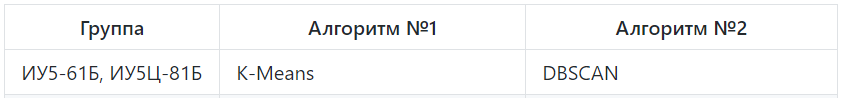 Группа Алгоритм №1 Алгоритм №2
ИУ5-61Б, ИУ5Ц-81Б K-Means DBSCAN